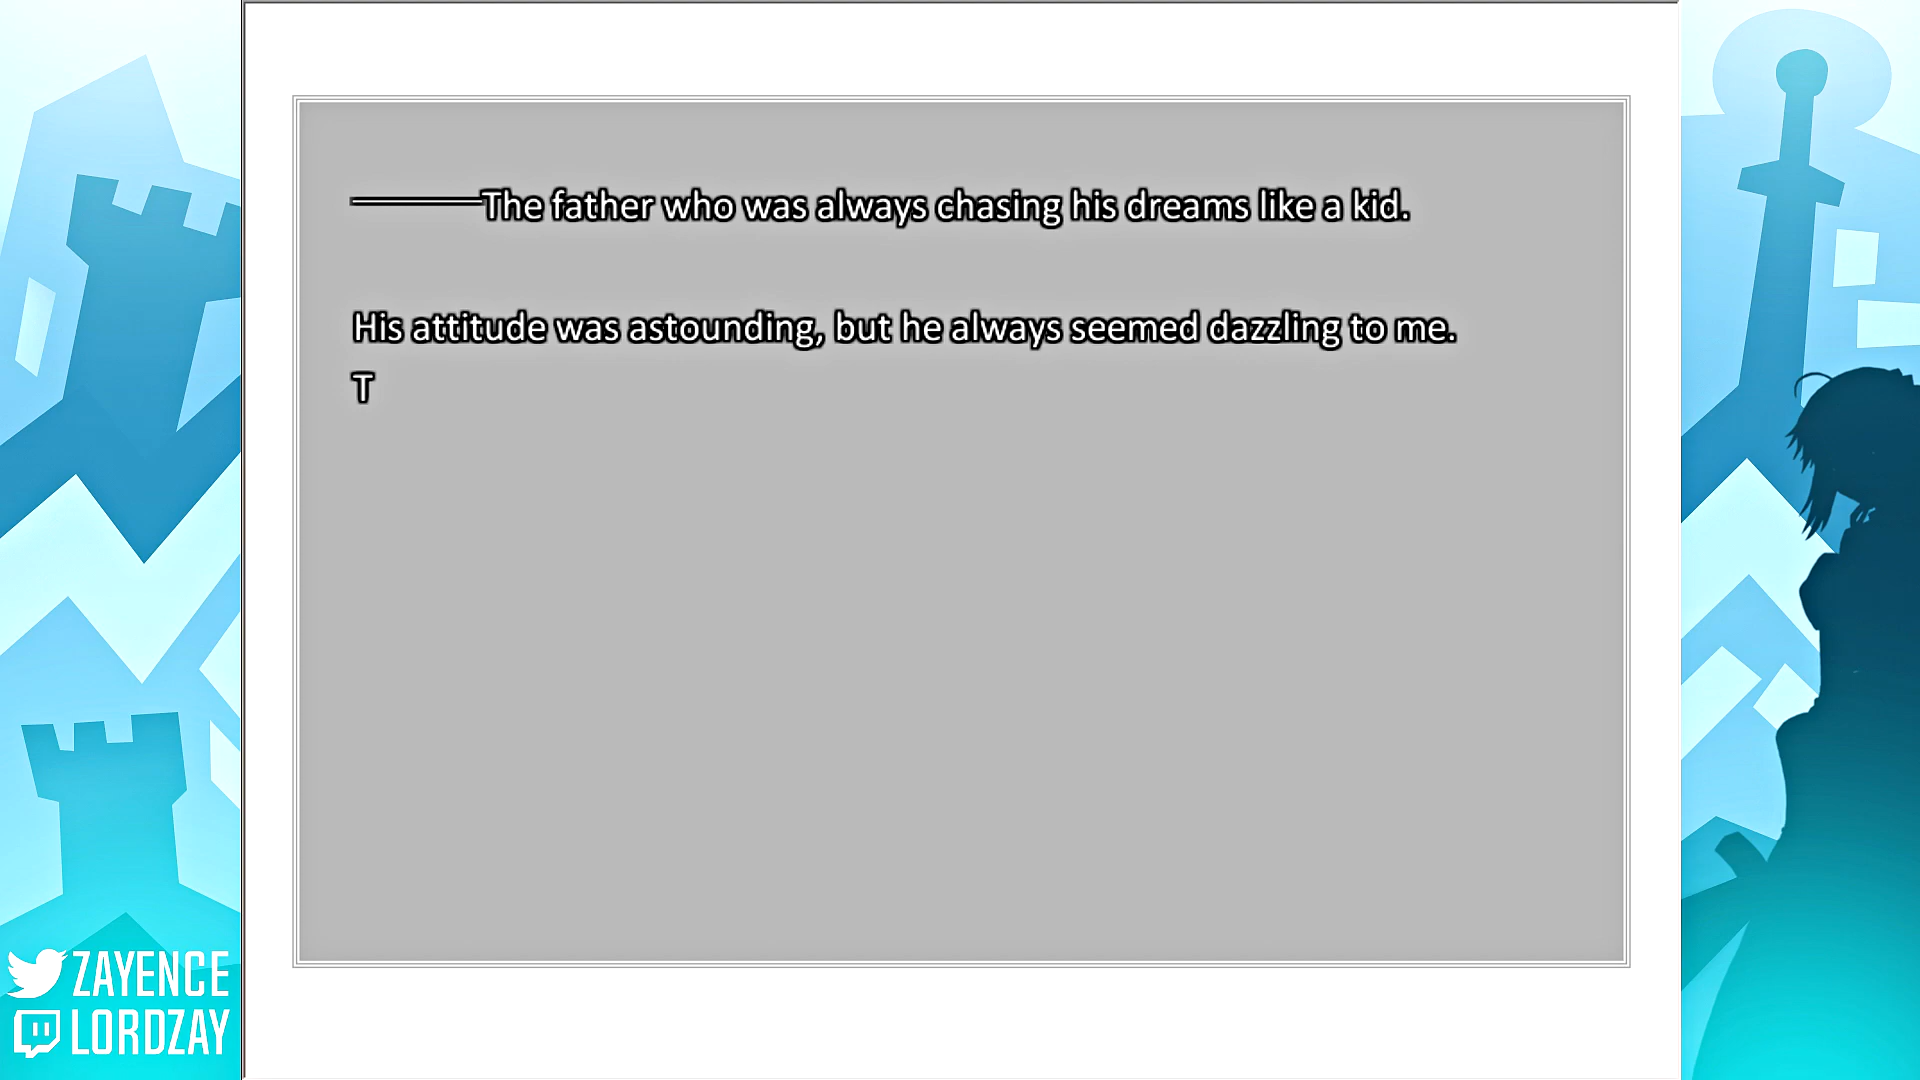 ————The father who was always chasing his dreams like a kid.
His attitude was astounding, but he always seemed dazzling to me.
T
ZAYENCE
LORDZAY